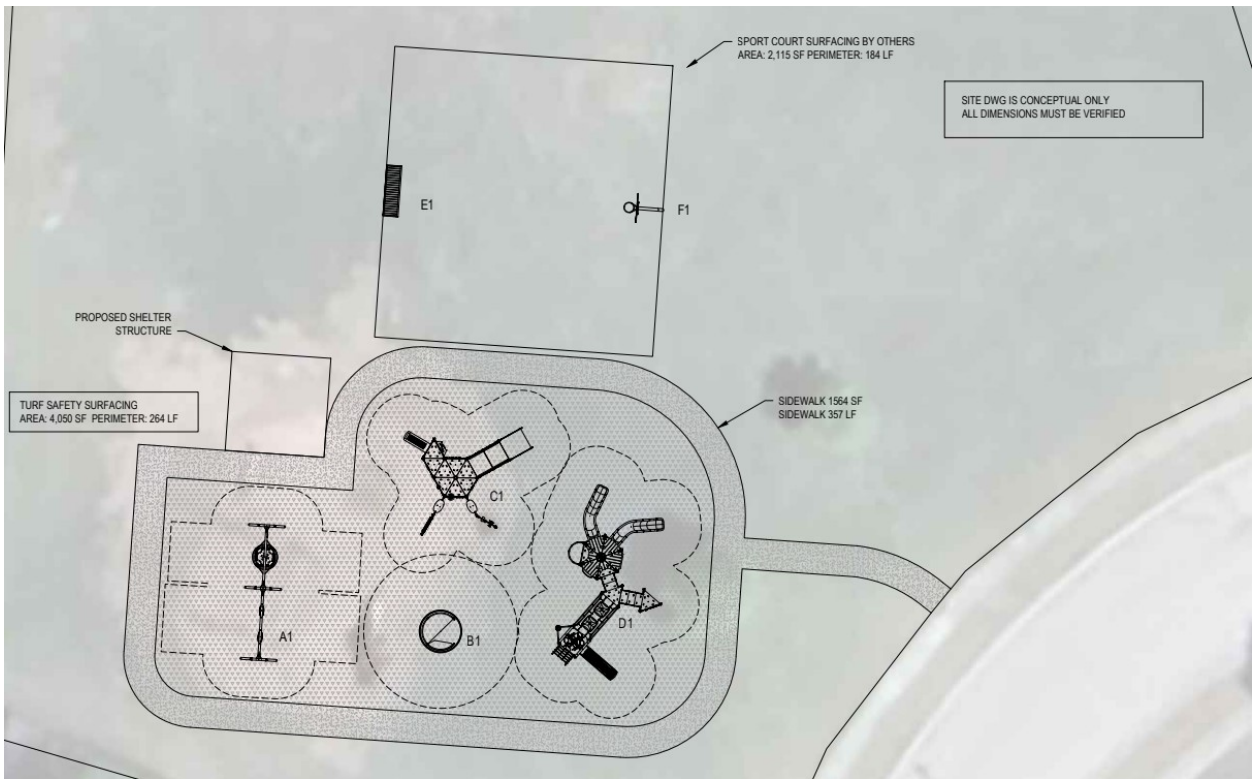 SPORT COURT SURFACING BY OTHERS
AREA: 2,115 SF PERIMETER: 184 LF
SITE DWG IS CONCEPTUAL ONLY
ALL DIMENSIONS MUST BE VERIFIED
E1
F1
PROPOSED SHELTER
STRUCTURE
TURF SAFETY SURFACING
AREA: 4,050 SF PERIMETER: 264 LF
SIDEWALK 1564 SF
SIDEWALK 357 LF
C1
A1
B1
D1